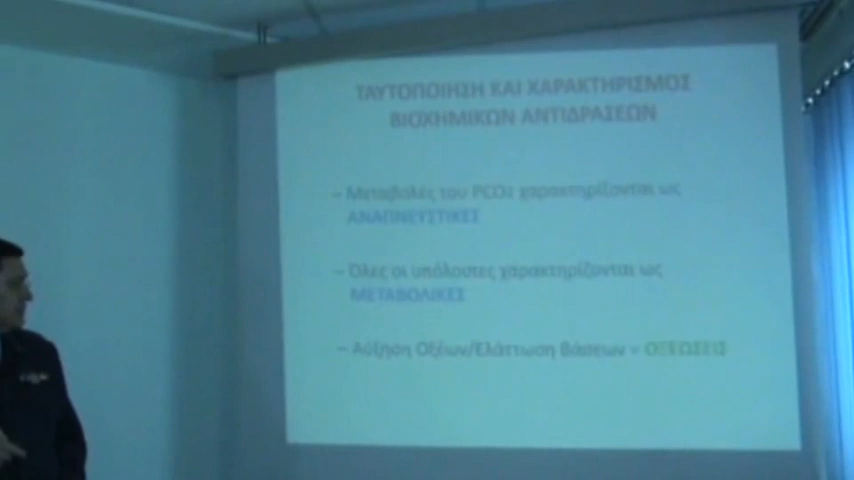 ΤΑΥΤΟΠΟΙΗΣΗ ΚΑΙ ΧΑΡΑΚΤΗΡΙΣΜΟΣ
ΒΙΟΧΗΜΙΚΩΝ ΑΝΤΙΔΡΑΣΕΩΝ
– Μεταβολές του PCO₂ χαρακτηρίζονται ως
ΑΝΑΠΝΕΥΣΤΙΚΕΣ
– Όλες οι υπόλοιπες χαρακτηρίζονται ως
ΜΕΤΑΒΟΛΙΚΕΣ
– Αύξηση Οξέων/Ελάττωση Βάσεων = ΟΞΕΩΣΕΙΣ